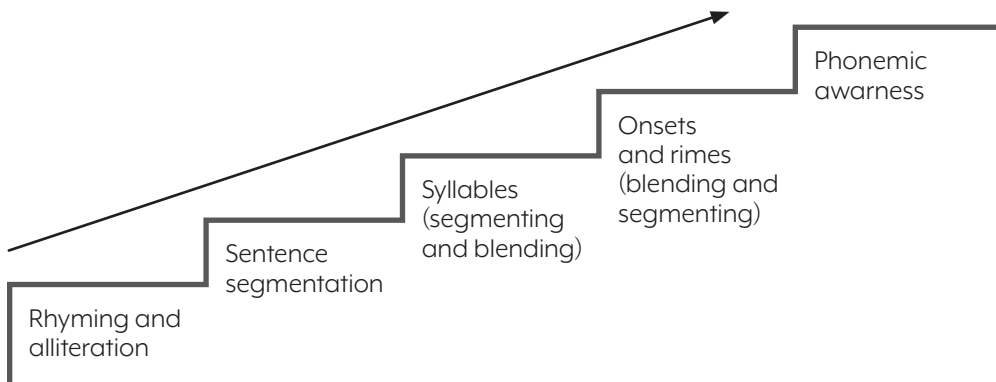 Phonemic
awarness
Onsets
and rimes
(blending and
segmenting)
Syllables
(segmenting
and blending)
Sentence
segmentation
Rhyming and
alliteration